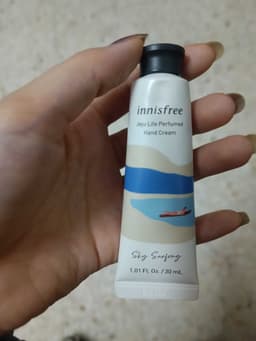 innisfree
Jeju Life Perfumed
Hand Cream
Sky Surfing
1.01 FL. Oz. / 30 mL.